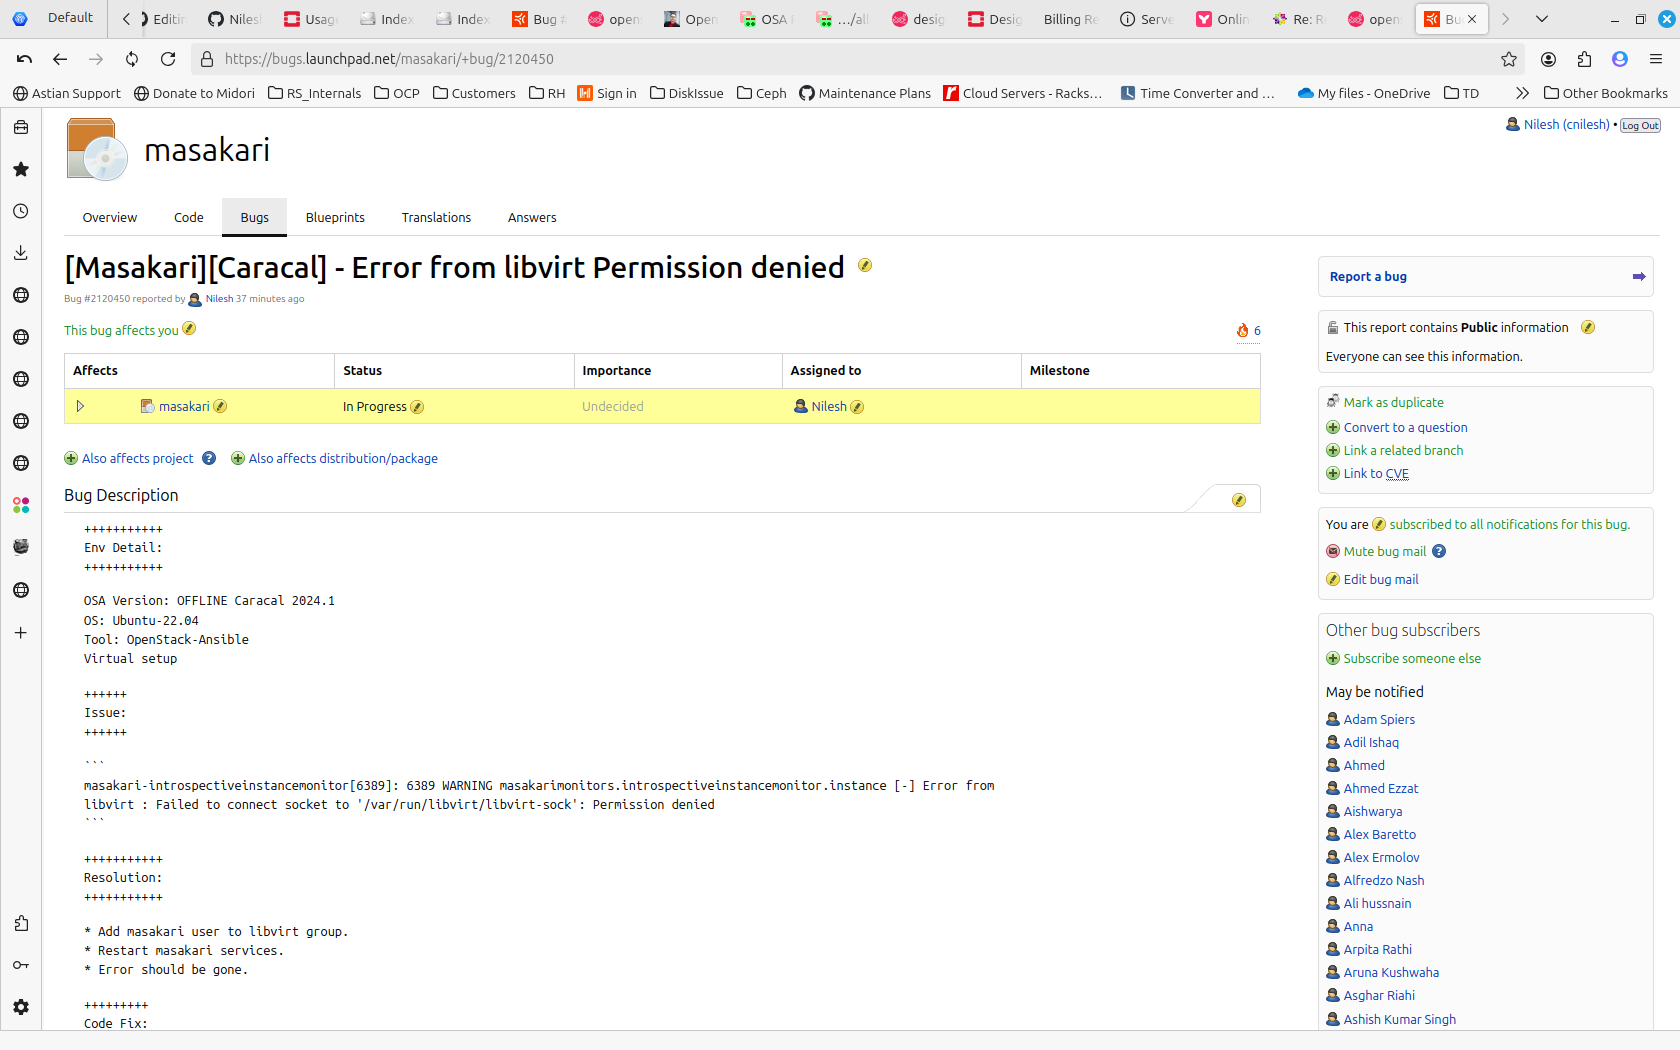 Default
Editin
Niles
Usage
Index
Index
Bug #
open
Open
OSA
.../all
desig
Desig
Billing Re
Serve
Onlin
Re: R
open
Bu
https://bugs.launchpad.net/masakari/+bug/2120450
Astian Support
Donate to Midori
RS_Internals
OCP
Customers
RH
Sign in
DiskIssue
Ceph
Maintenance Plans
Cloud Servers - Racks...
Time Converter and ...
My files - OneDrive
TD
Other Bookmarks
Nilesh (cnilesh) • Log Out
masakari
Overview
Code
Bugs
Blueprints
Translations
Answers
[Masakari][Caracal] - Error from libvirt Permission denied
Bug #2120450 reported by Nilesh 37 minutes ago
This bug affects you
6
Affects Status Importance Assigned to Milestone
masakari In Progress Undecided Nilesh
Also affects project ? Also affects distribution/package
Bug Description
+++++++++++
Env Detail:
+++++++++++
OSA Version: OFFLINE Caracal 2024.1
OS: Ubuntu-22.04
Tool: OpenStack-Ansible
Virtual setup
++++++
Issue:
++++++
```
masakari-introspectiveinstancemonitor[6389]: 6389 WARNING masakarimonitors.introspectiveinstancemonitor.instance [-] Error from
libvirt : Failed to connect socket to '/var/run/libvirt/libvirt-sock': Permission denied
```
+++++++++++
Resolution:
+++++++++++
* Add masakari user to libvirt group.
* Restart masakari services.
* Error should be gone.
+++++++++
Code Fix:
Report a bug
This report contains Public information
Everyone can see this information.
Mark as duplicate
Convert to a question
Link a related branch
Link to CVE
You are subscribed to all notifications for this bug.
Mute bug mail ?
Edit bug mail
Other bug subscribers
Subscribe someone else
May be notified
Adam Spiers
Adil Ishaq
Ahmed
Ahmed Ezzat
Aishwarya
Alex Baretto
Alex Ermolov
Alfredzo Nash
Ali hussnain
Anna
Arpita Rathi
Aruna Kushwaha
Asghar Riahi
Ashish Kumar Singh